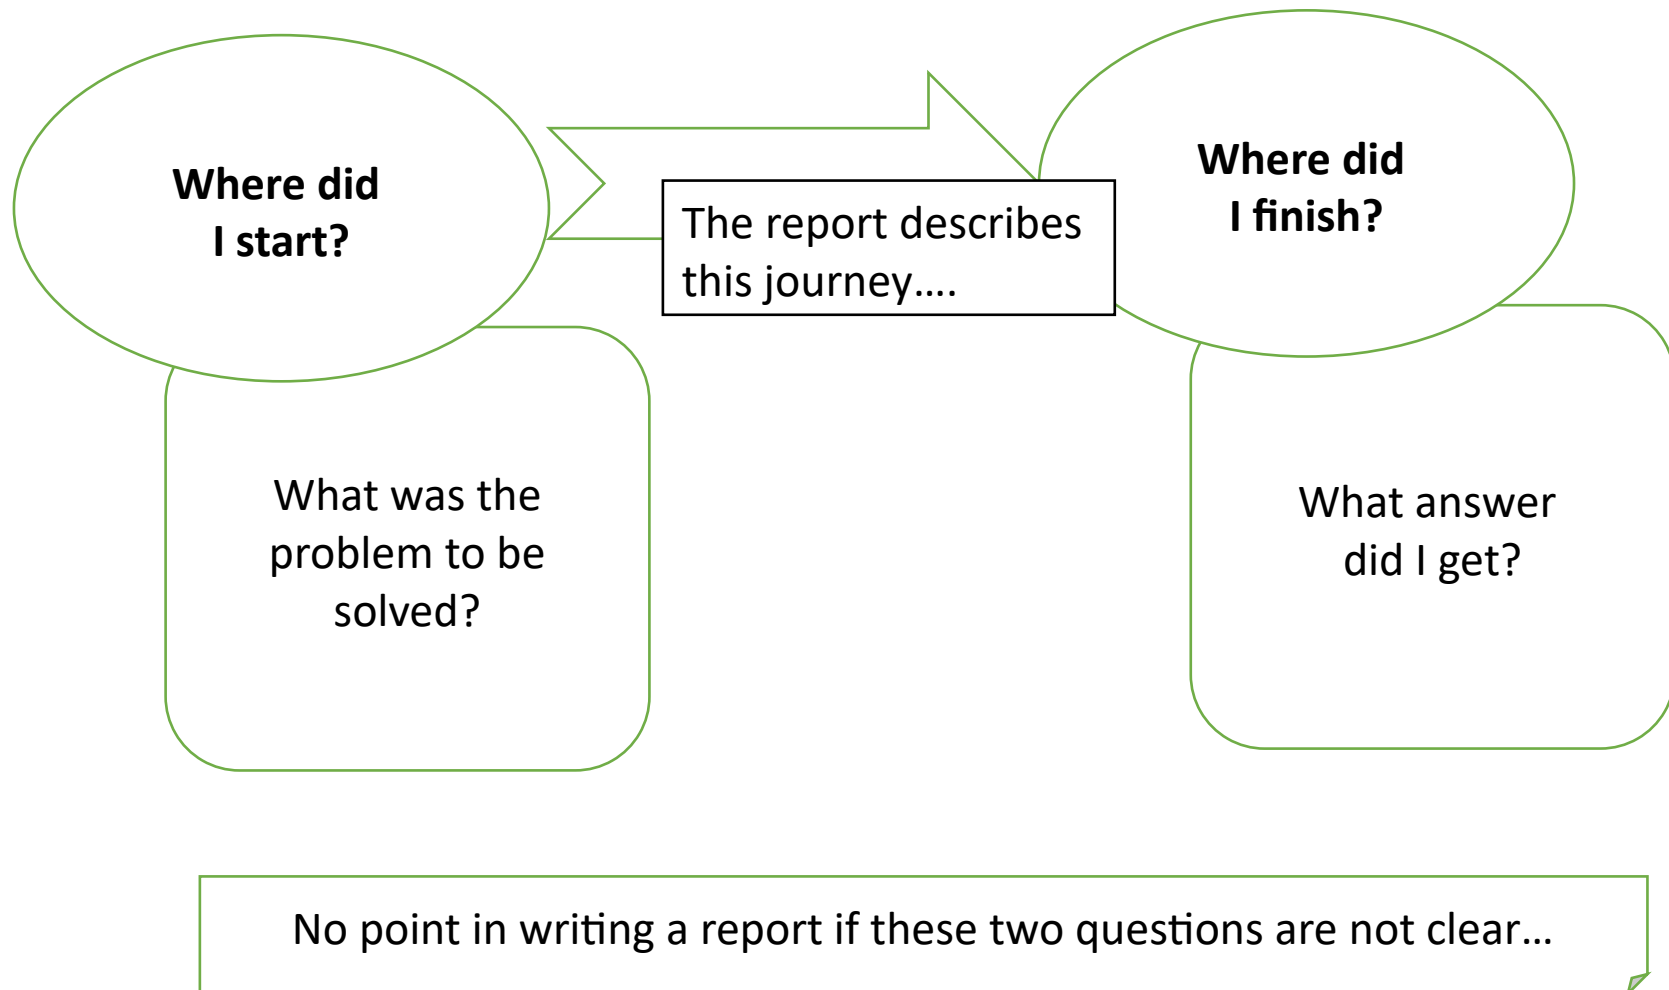 Where did
I start?
The report describes
this journey....
Where did
I finish?
What was the
problem to be
solved?
What answer
did I get?
No point in writing a report if these two questions are not clear...